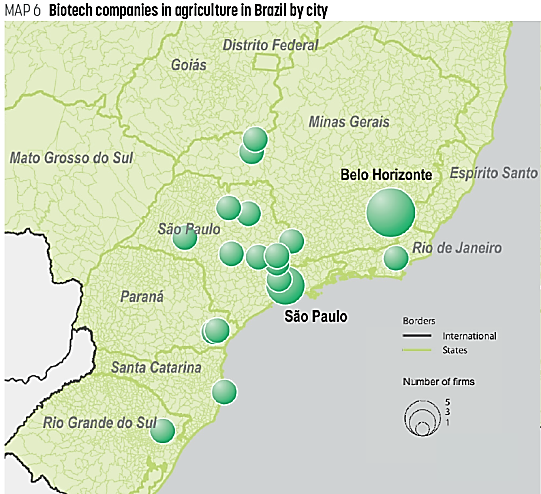 MAP 6 Biotech companies in agriculture in Brazil by city
Distrito Federal
Goiás
Minas Gerais
Mato Grosso do Sul
Belo Horizonte
Espírito Santo
São Paulo
Rio de Janeiro
Paraná
São Paulo
Borders
International
States
Santa Catarina
Number of firms
5
3
1
Rio Grande do Sul